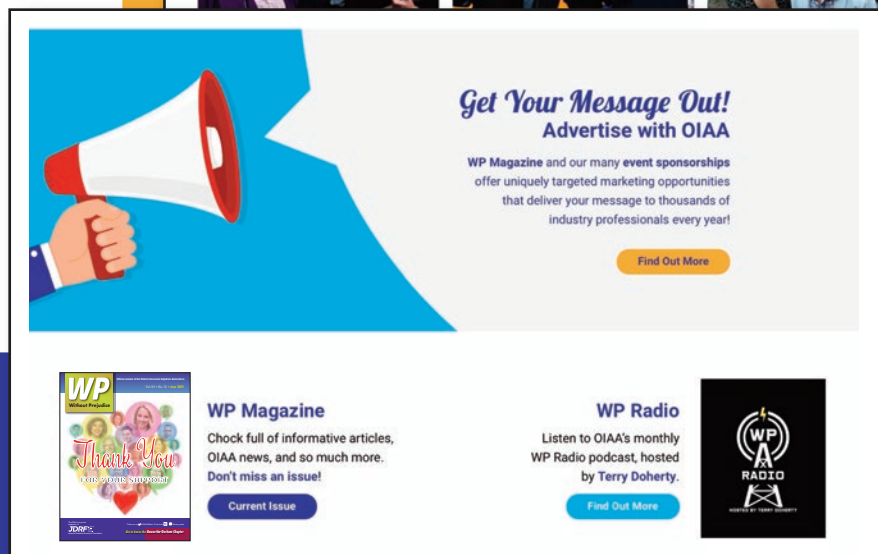 Get Your Message Out!
Advertise with OIAA
WP Magazine and our many event sponsorships
offer uniquely targeted marketing opportunities
that deliver your message to thousands of
industry professionals every year!
Find Out More
WP
Without Prejudice
Thank You
FOR YOUR SUPPORT
JDRF
WP Magazine
Chock full of informative articles,
OIAA news, and so much more.
Don't miss an issue!
Current Issue
WP Radio
Listen to OIAA's monthly
WP Radio podcast, hosted
by Terry Doherty.
Find Out More
WP
RADIO
HOSTED BY TERRY DOHERTY